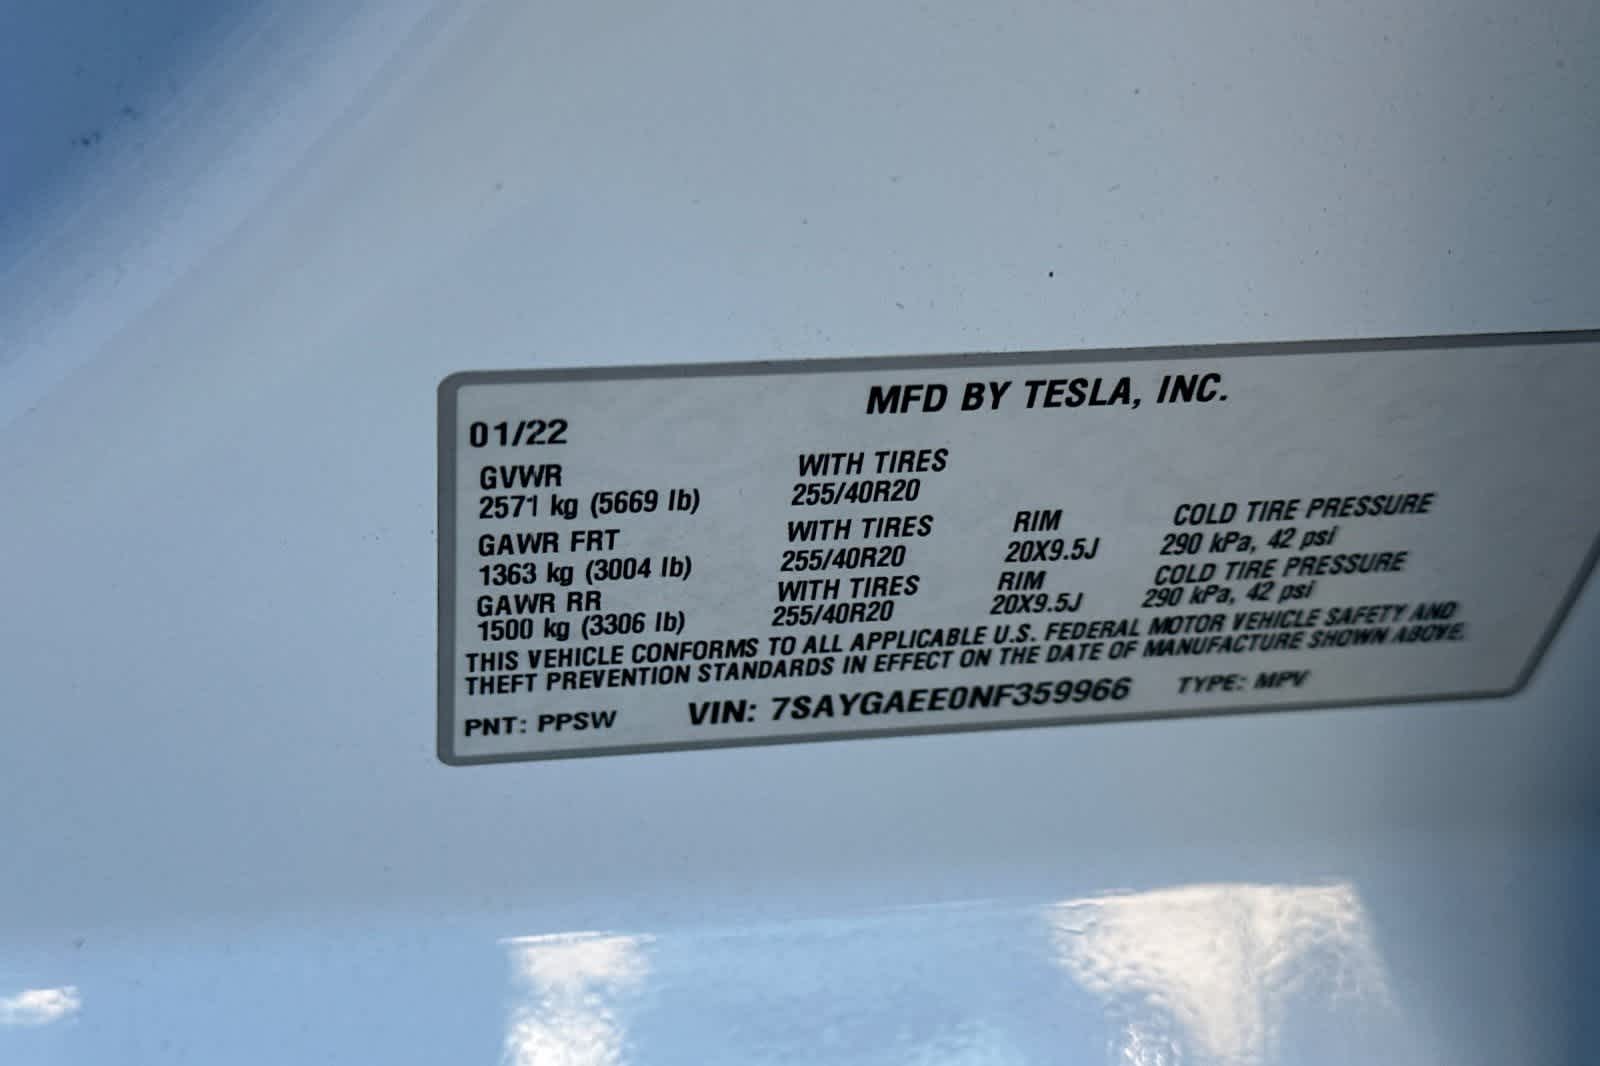 MFD BY TESLA, INC.
01/22
GVWR WITH TIRES
2571 kg (5669 lb) 255/40R20
GAWR FRT WITH TIRES RIM COLD TIRE PRESSURE
1363 kg (3004 lb) 255/40R20 20X9.5J 290 kPa, 42 psi
GAWR RR WITH TIRES RIM COLD TIRE PRESSURE
1500 kg (3306 lb) 255/40R20 20X9.5J 290 kPa, 42 psi
THIS VEHICLE CONFORMS TO ALL APPLICABLE U.S. FEDERAL MOTOR VEHICLE SAFETY AND
THEFT PREVENTION STANDARDS IN EFFECT ON THE DATE OF MANUFACTURE SHOWN ABOVE.
PNT: PPSW VIN: 7SAYGAEE0NF359966 TYPE: MPV